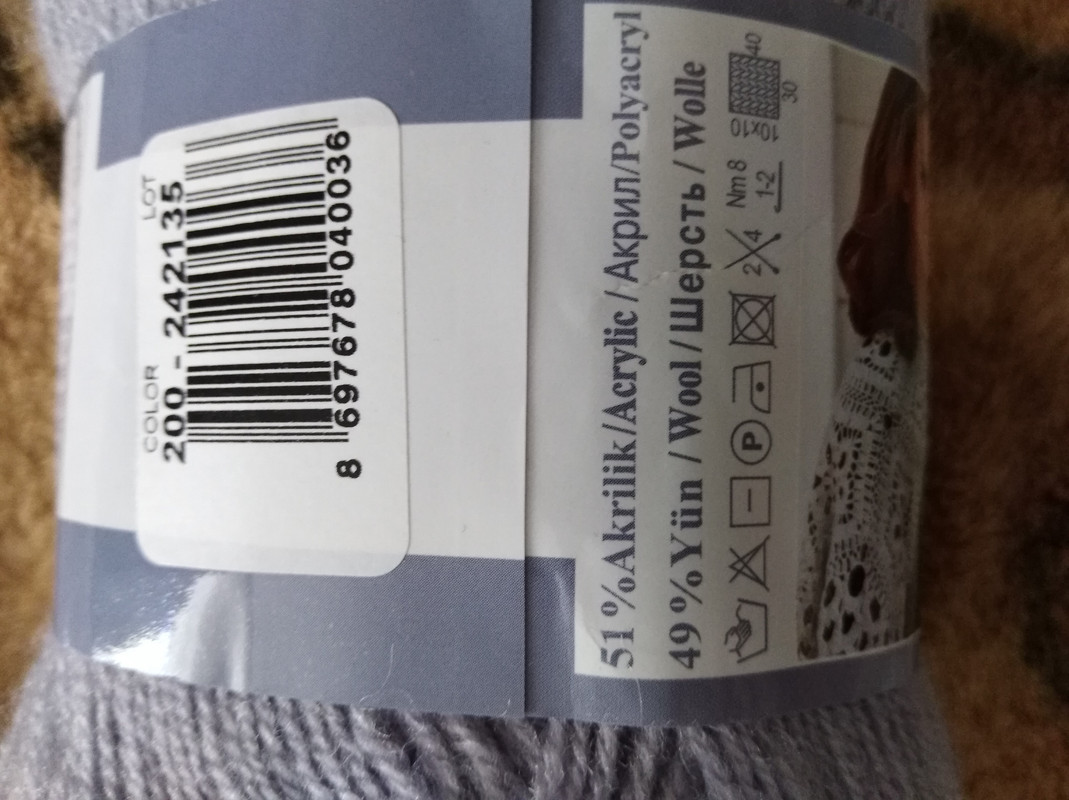 COLOR LOT
200 - 242135
8 697678 040036
51%Akrilik/Acrylic / Акрил/Polyacryl
49%Yün / Wool / Шерсть / Wolle
P
2 4
Nm 8
1-2
10x10
40
30